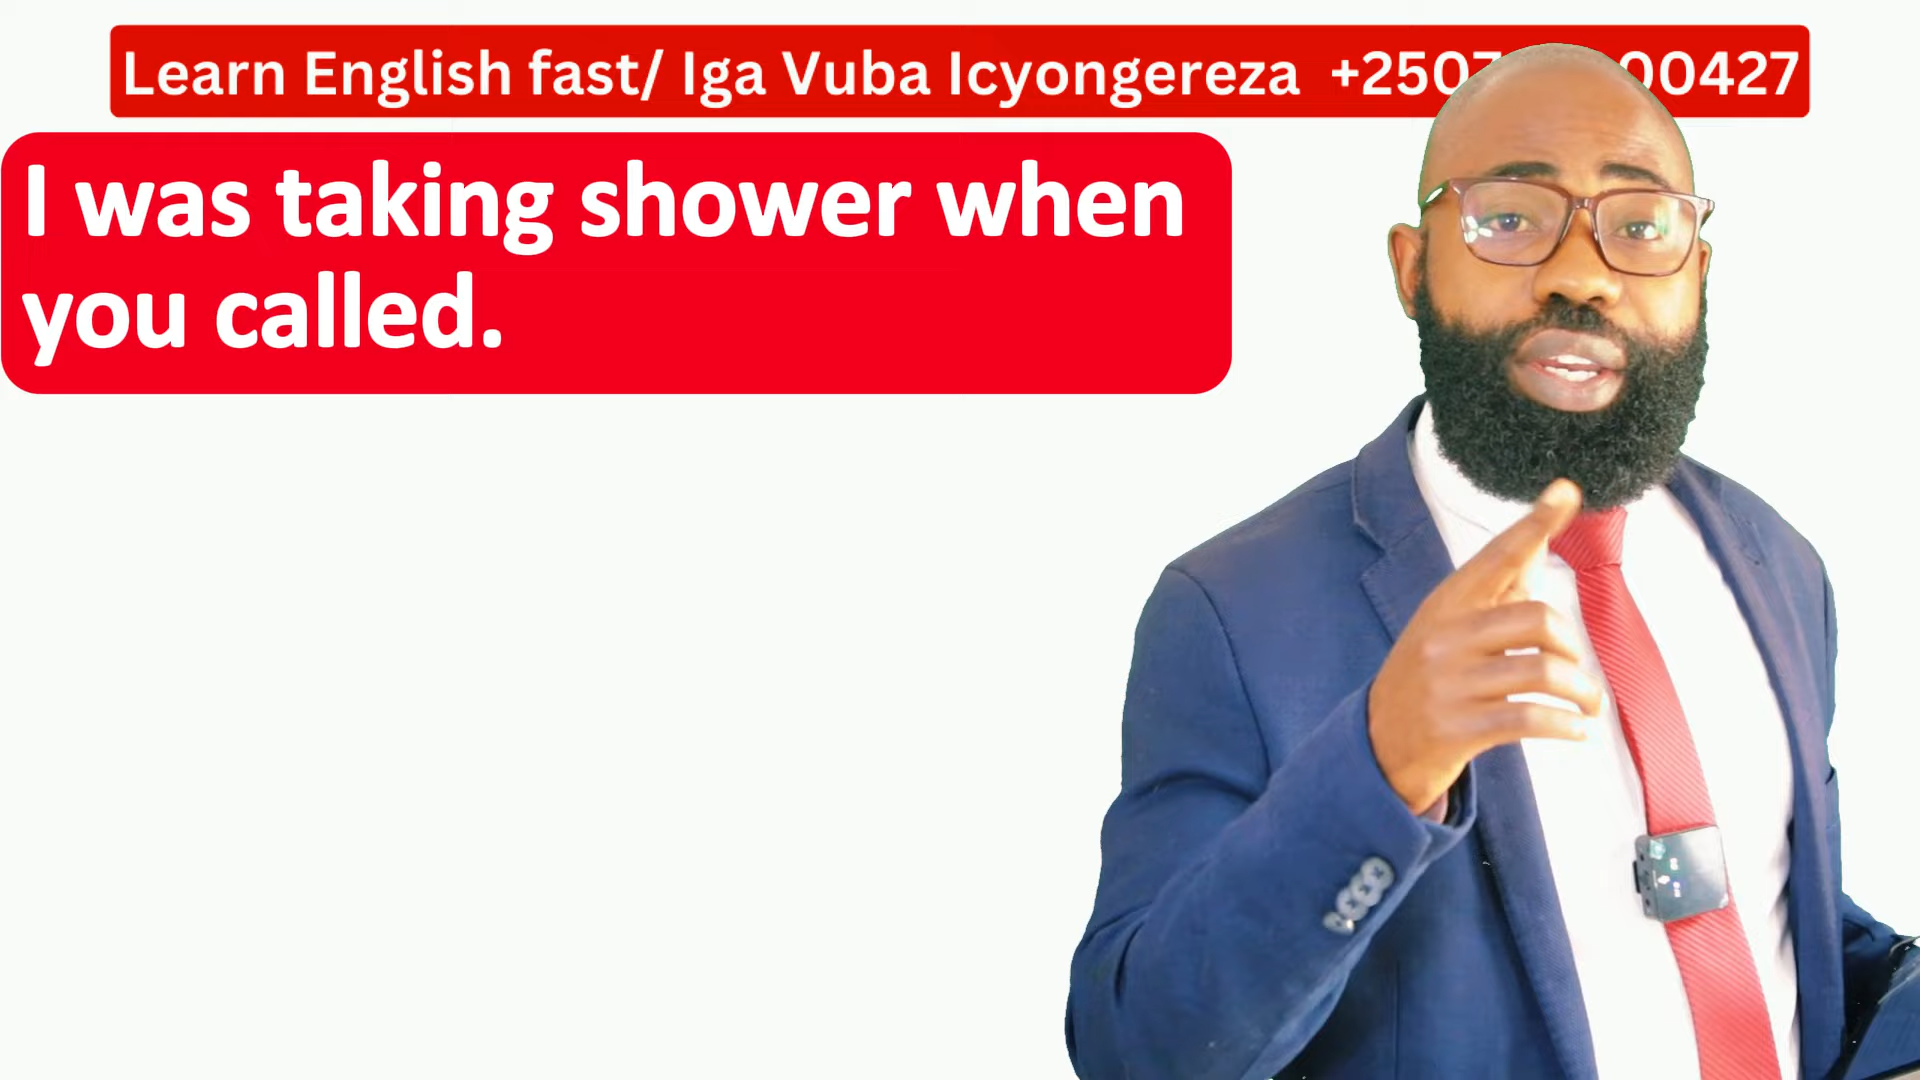 Learn English fast/ Iga Vuba Icyongereza
I was taking shower when
you called.